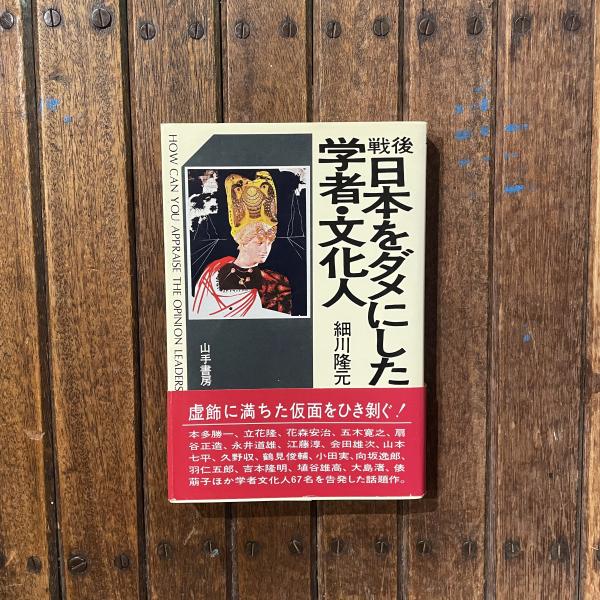 戦後
日本をダメにした
学者・文化人
細川隆元
HOW CAN YOU APPRAISE THE OPINION LEADERS
山手書房
虚飾に満ちた仮面をひき剝ぐ！
本多勝一、立花隆、花森安治、五木寛之、扇
谷正造、永井道雄、江藤淳、会田雄次、山本
七平、久野収、鶴見俊輔、小田実、向坂逸郎、
羽仁五郎、吉本隆明、埴谷雄高、大島渚、俵
萠子ほか学者文化人67名を告発した話題作。